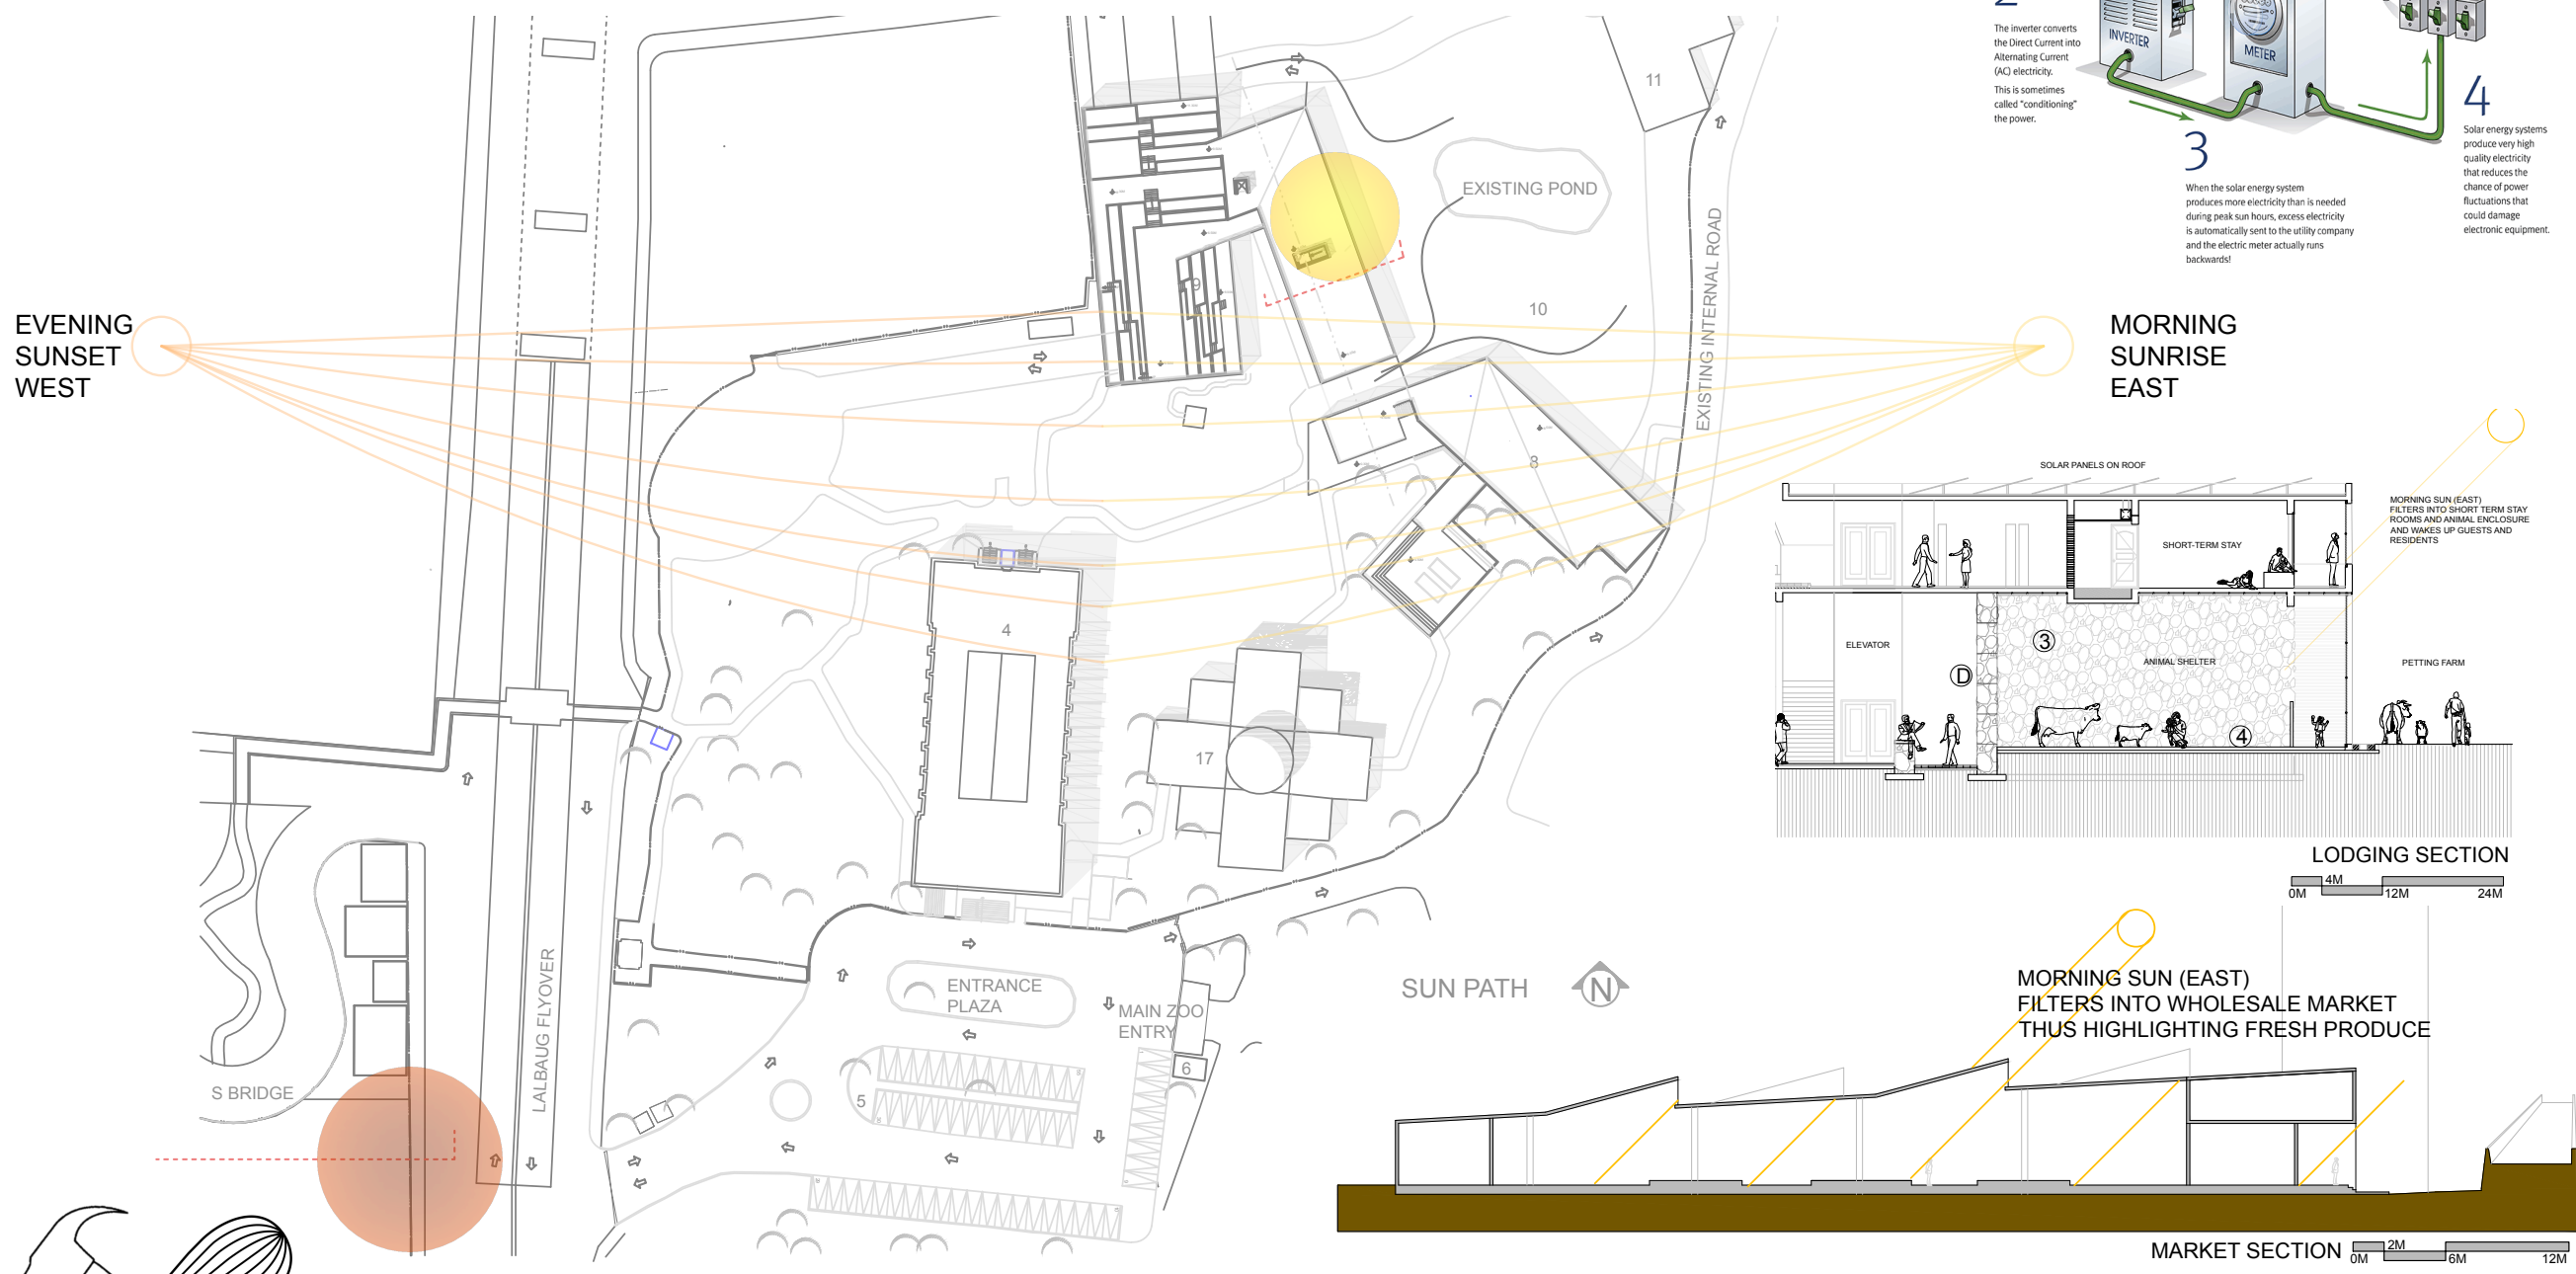 INVERTER
METER
2
The inverter converts
the Direct Current into
Alternating Current
(AC) electricity.
This is sometimes
called "conditioning"
the power.
3
When the solar energy system
produces more electricity than is needed
during peak sun hours, excess electricity
is automatically sent to the utility company
and the electric meter actually runs
backwards!
4
Solar energy systems
produce very high
quality electricity
that reduces the
chance of power
fluctuations that
could damage
electronic equipment.
11
EXISTING POND
EXISTING INTERNAL ROAD
9
10
EVENING
SUNSET
WEST
MORNING
SUNRISE
EAST
8
4
17
SOLAR PANELS ON ROOF
MORNING SUN (EAST)
FILTERS INTO SHORT TERM STAY
ROOMS AND ANIMAL ENCLOSURE
AND WAKES UP GUESTS AND
RESIDENTS
SHORT-TERM STAY
3
ELEVATOR
ANIMAL SHELTER
PETTING FARM
D
4
LODGING SECTION
4M
0M 12M 24M
LALBAUG FLYOVER
ENTRANCE
PLAZA
MAIN ZOO
ENTRY
SUN PATH
N
6
5
S BRIDGE
MORNING SUN (EAST)
FILTERS INTO WHOLESALE MARKET
THUS HIGHLIGHTING FRESH PRODUCE
MARKET SECTION
2M
0M 6M 12M